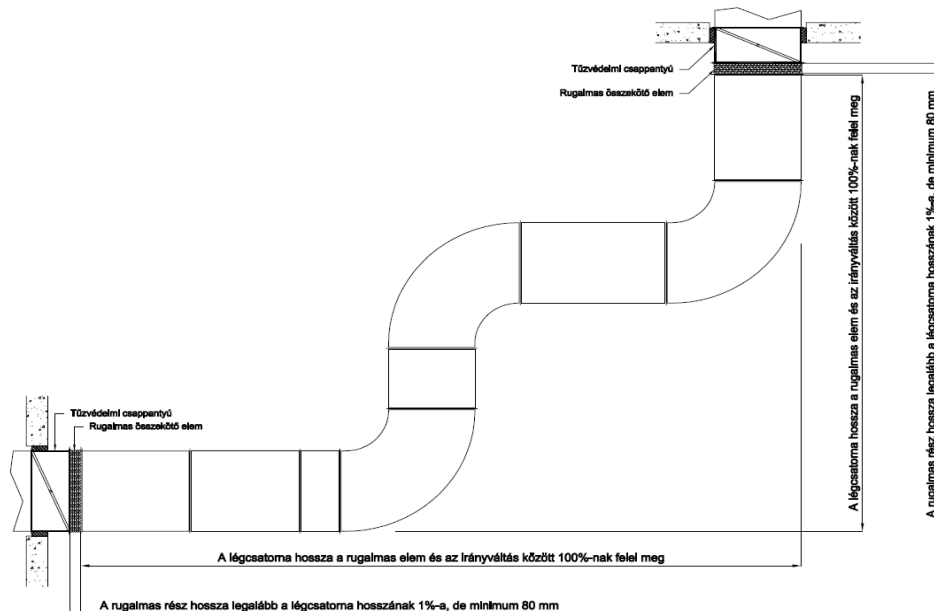 Tűzvédelmi csappantyú
Rugalmas összekötő elem
A légcsatorna hossza a rugalmas elem és az irányváltás között 100%-nak felel meg
A rugalmas rész hossza legalább a légcsatorna hosszának 1%-a, de minimum 80 mm
Tűzvédelmi csappantyú
Rugalmas összekötő elem
A légcsatorna hossza a rugalmas elem és az irányváltás között 100%-nak felel meg
A rugalmas rész hossza legalább a légcsatorna hosszának 1%-a, de minimum 80 mm